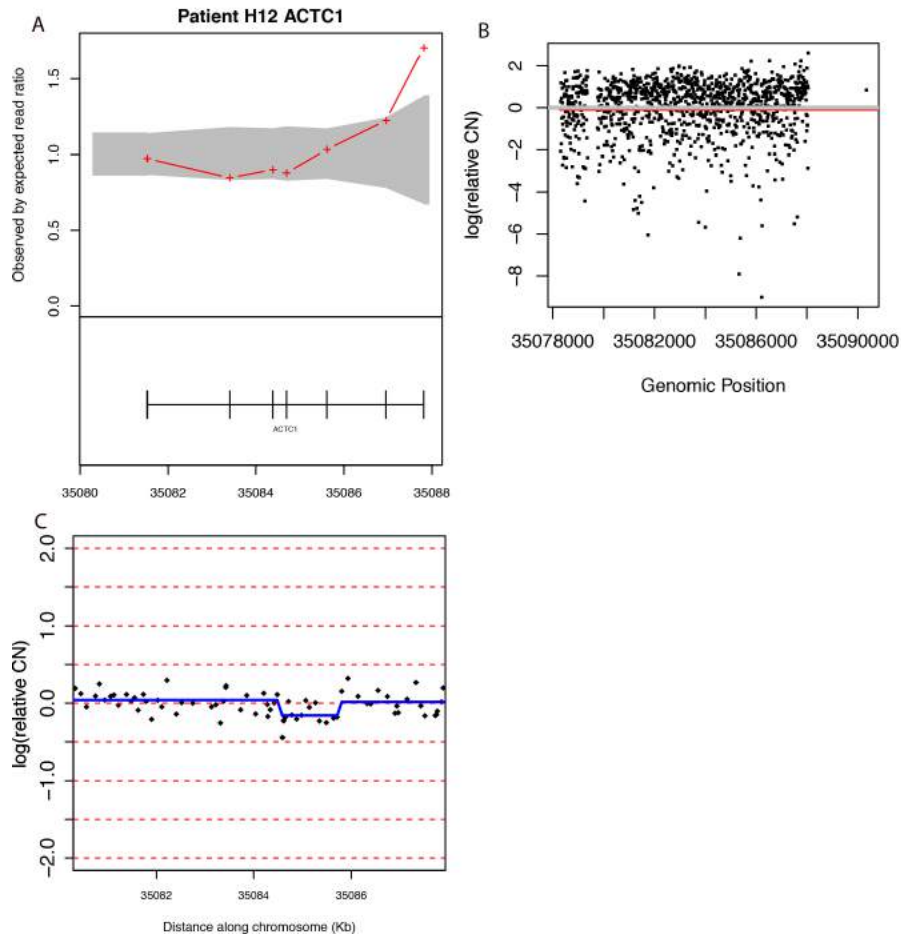 A
Patient H12 ACTC1
Observed by expected read ratio
1.5
1.0
0.5
0.0
ACTC1
35080
35082
35084
35086
35088
B
log(relative CN)
2
0
−2
−4
−6
−8
35078000
35082000
35086000
35090000
Genomic Position
C
log(relative CN)
2.0
1.0
0.0
-1.0
-2.0
35082
35084
35086
Distance along chromosome (Kb)